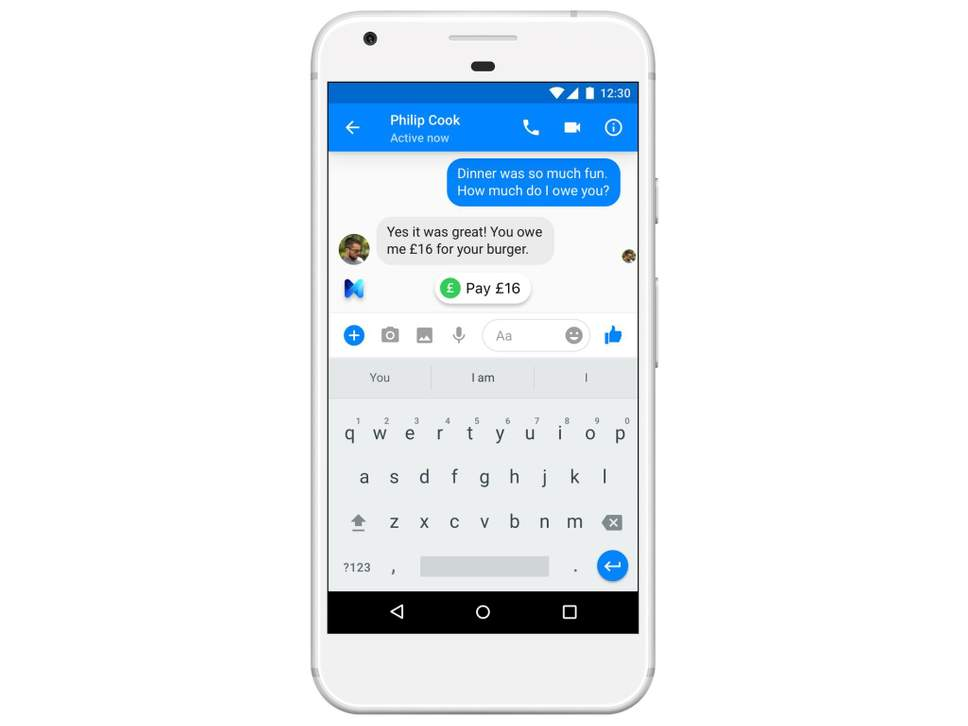 12:30
Philip Cook
Active now
Dinner was so much fun.
How much do I owe you?
Yes it was great! You owe
me £16 for your burger.
£ Pay £16
Aa
You I am I
1 2 3 4 5 6 7 8 9 0
q w e r t y u i o p
a s d f g h j k l
z x c v b n m
?123 , .